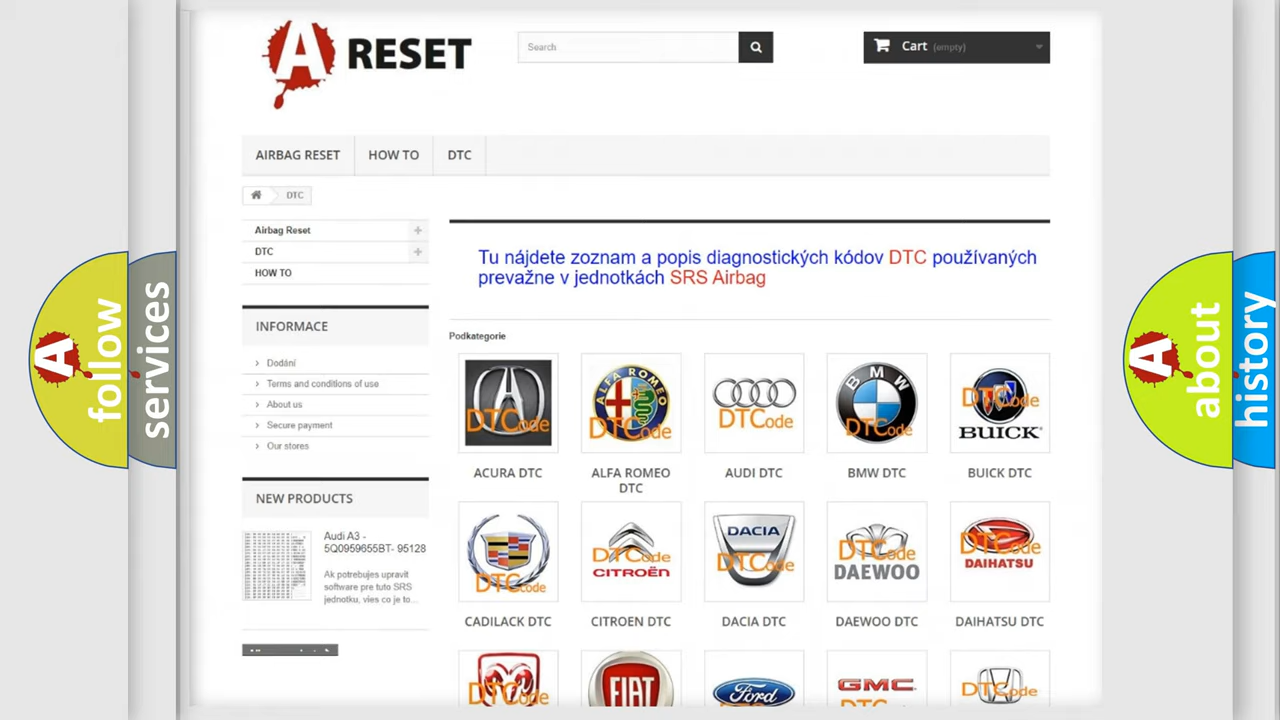 A RESET
Search
Cart (empty)
AIRBAG RESET
HOW TO
DTC
DTC
Airbag Reset
DTC
HOW TO
Tu nájdete zoznam a popis diagnostických kódov DTC používaných
prevažne v jednotkách SRS Airbag
INFORMACE
Dodání
Terms and conditions of use
About us
Secure payment
Our stores
Podkategorie
DTCode
ALFA ROMEO
DTCode
DTCode
BMW
DTCode
DTCode
BUICK
ACURA DTC
ALFA ROMEO
DTC
AUDI DTC
BMW DTC
BUICK DTC
NEW PRODUCTS
Audi A3 -
5Q0959655BT- 95128
Ak potrebujes upravit
software pre tuto SRS
jednotku, vies co je to...
DTCode
DTCode
CITROËN
DACIA
DTCode
DTCode
DAEWOO
DTCode
DAIHATSU
CADILACK DTC
CITROEN DTC
DACIA DTC
DAEWOO DTC
DAIHATSU DTC
DTCode
FIAT
Ford
GMC
DTCode
A
follow
services
A
about
history